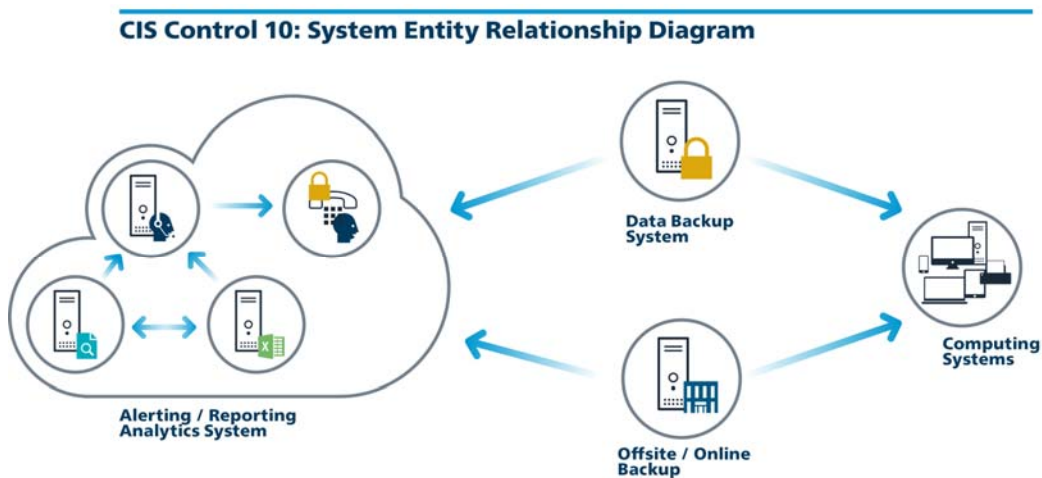 CIS Control 10: System Entity Relationship Diagram
Data Backup
System
Computing
Systems
Alerting / Reporting
Analytics System
Offsite / Online
Backup
X